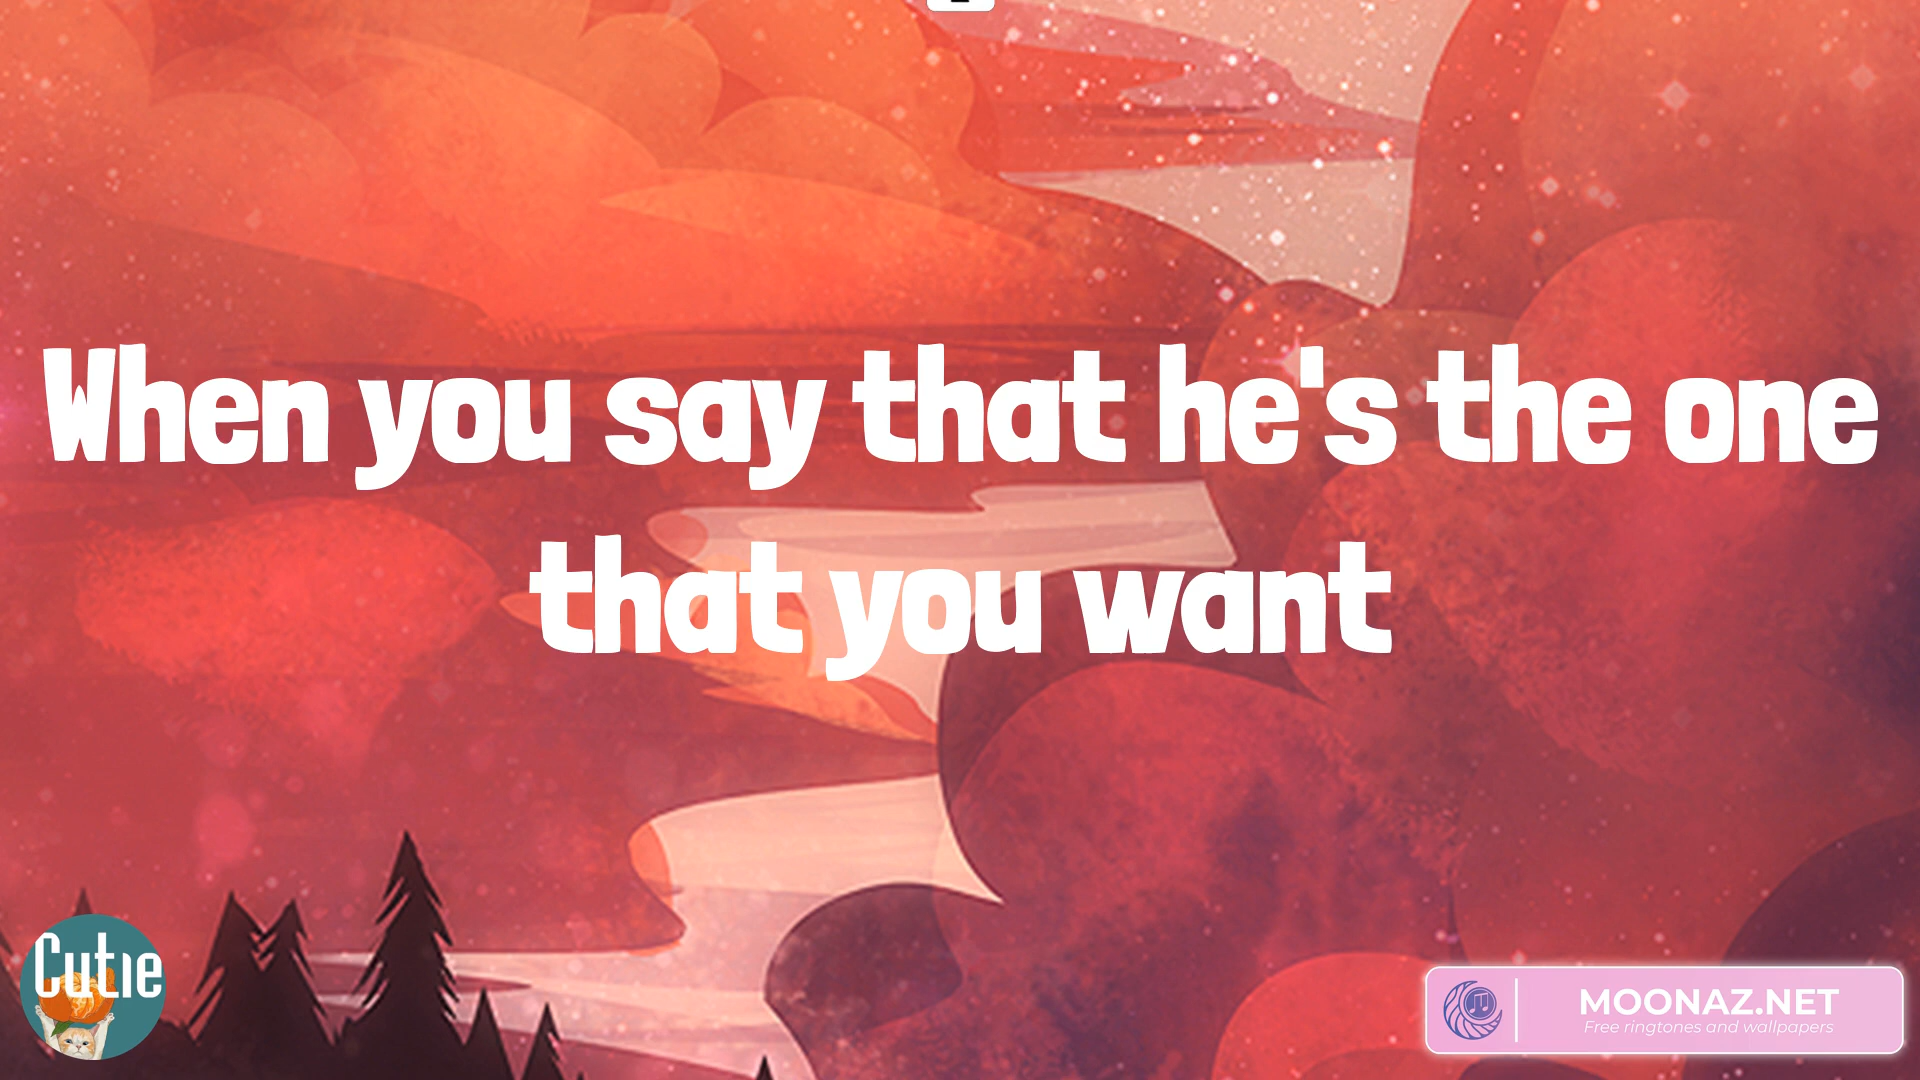 When you say that he's the one
that you want
Cutie
MOONAZ.NET
Free ringtones and wallpapers